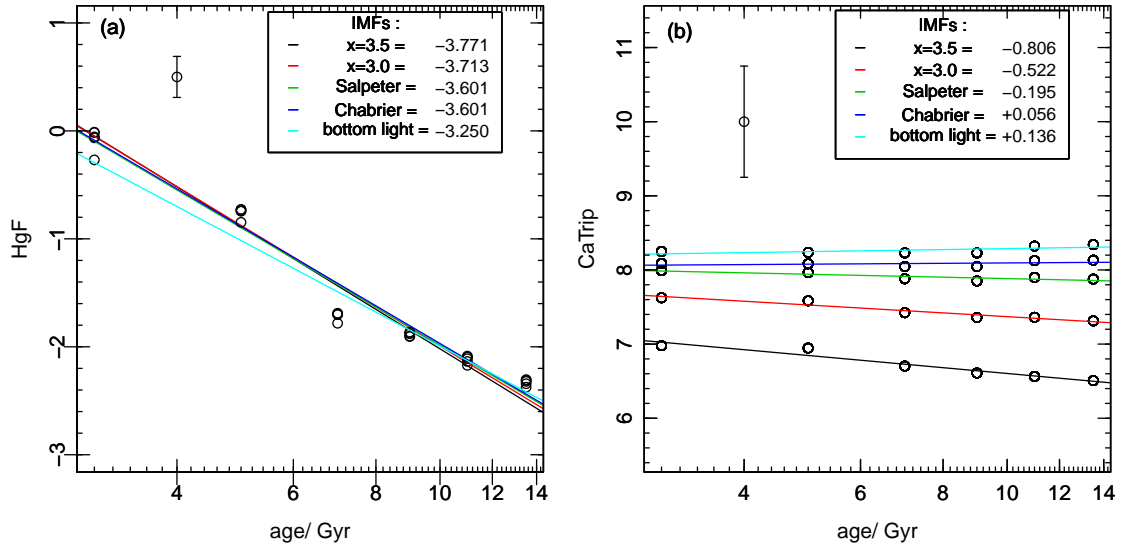 (a)
IMFs :
x=3.5 = −3.771
x=3.0 = −3.713
Salpeter = −3.601
Chabrier = −3.601
bottom light = −3.250
1
0
−1
−2
−3
HgF
4 6 8 10 12 14
age/ Gyr
(b)
IMFs :
x=3.5 = −0.806
x=3.0 = −0.522
Salpeter = −0.195
Chabrier = +0.056
bottom light = +0.136
11
10
9
8
7
6
CaTrip
4 6 8 10 12 14
age/ Gyr